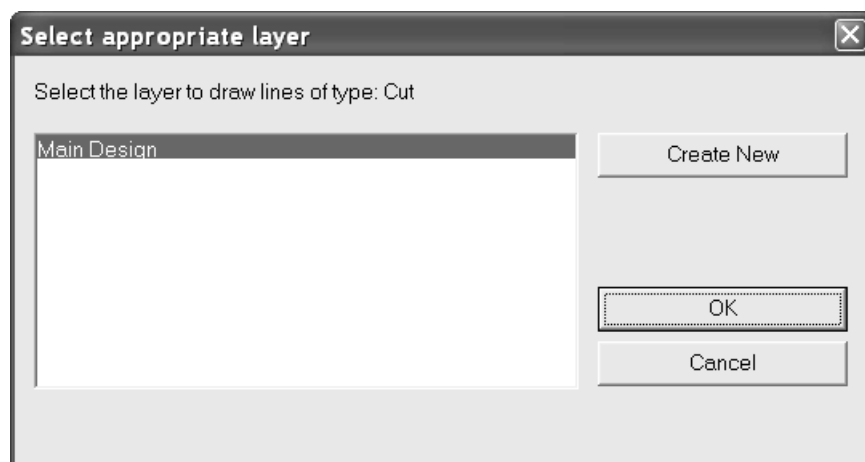 Select appropriate layer
Select the layer to draw lines of type: Cut
Main Design
Create New
OK
Cancel